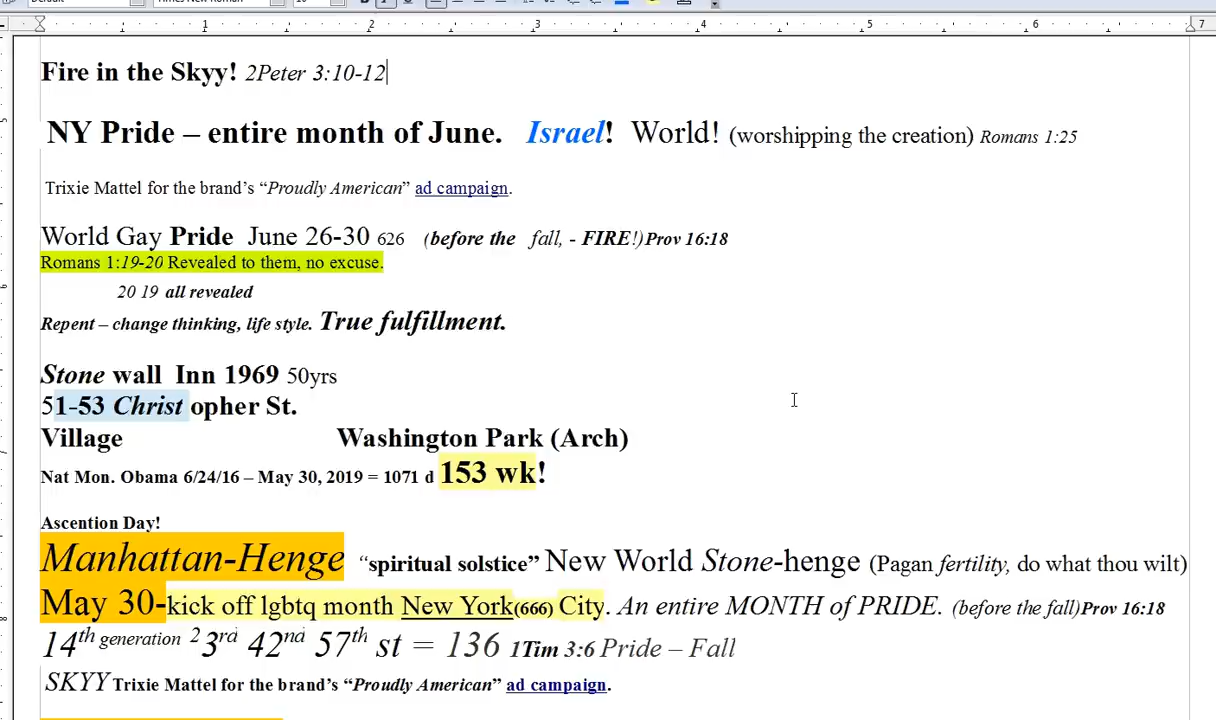 1 2 3 4 5 6 7
Fire in the Skyy! 2Peter 3:10-12
NY Pride – entire month of June. Israel! World! (worshipping the creation) Romans 1:25
Trixie Mattel for the brand’s “Proudly American” ad campaign.
World Gay Pride June 26-30 626 (before the fall, - FIRE!)Prov 16:18
Romans 1:19-20 Revealed to them, no excuse.
20 19 all revealed
Repent – change thinking, life style. True fulfillment.
Stone wall Inn 1969 50yrs
51-53 Christ opher St.
Village Washington Park (Arch)
Nat Mon. Obama 6/24/16 – May 30, 2019 = 1071 d 153 wk!
Ascention Day!
Manhattan-Henge “spiritual solstice” New World Stone-henge (Pagan fertility, do what thou wilt)
May 30-kick off lgbtq month New York(666) City. An entire MONTH of PRIDE. (before the fall)Prov 16:18
14th generation 23rd 42nd 57th st = 136 1Tim 3:6 Pride – Fall
SKYY Trixie Mattel for the brand’s “Proudly American” ad campaign.